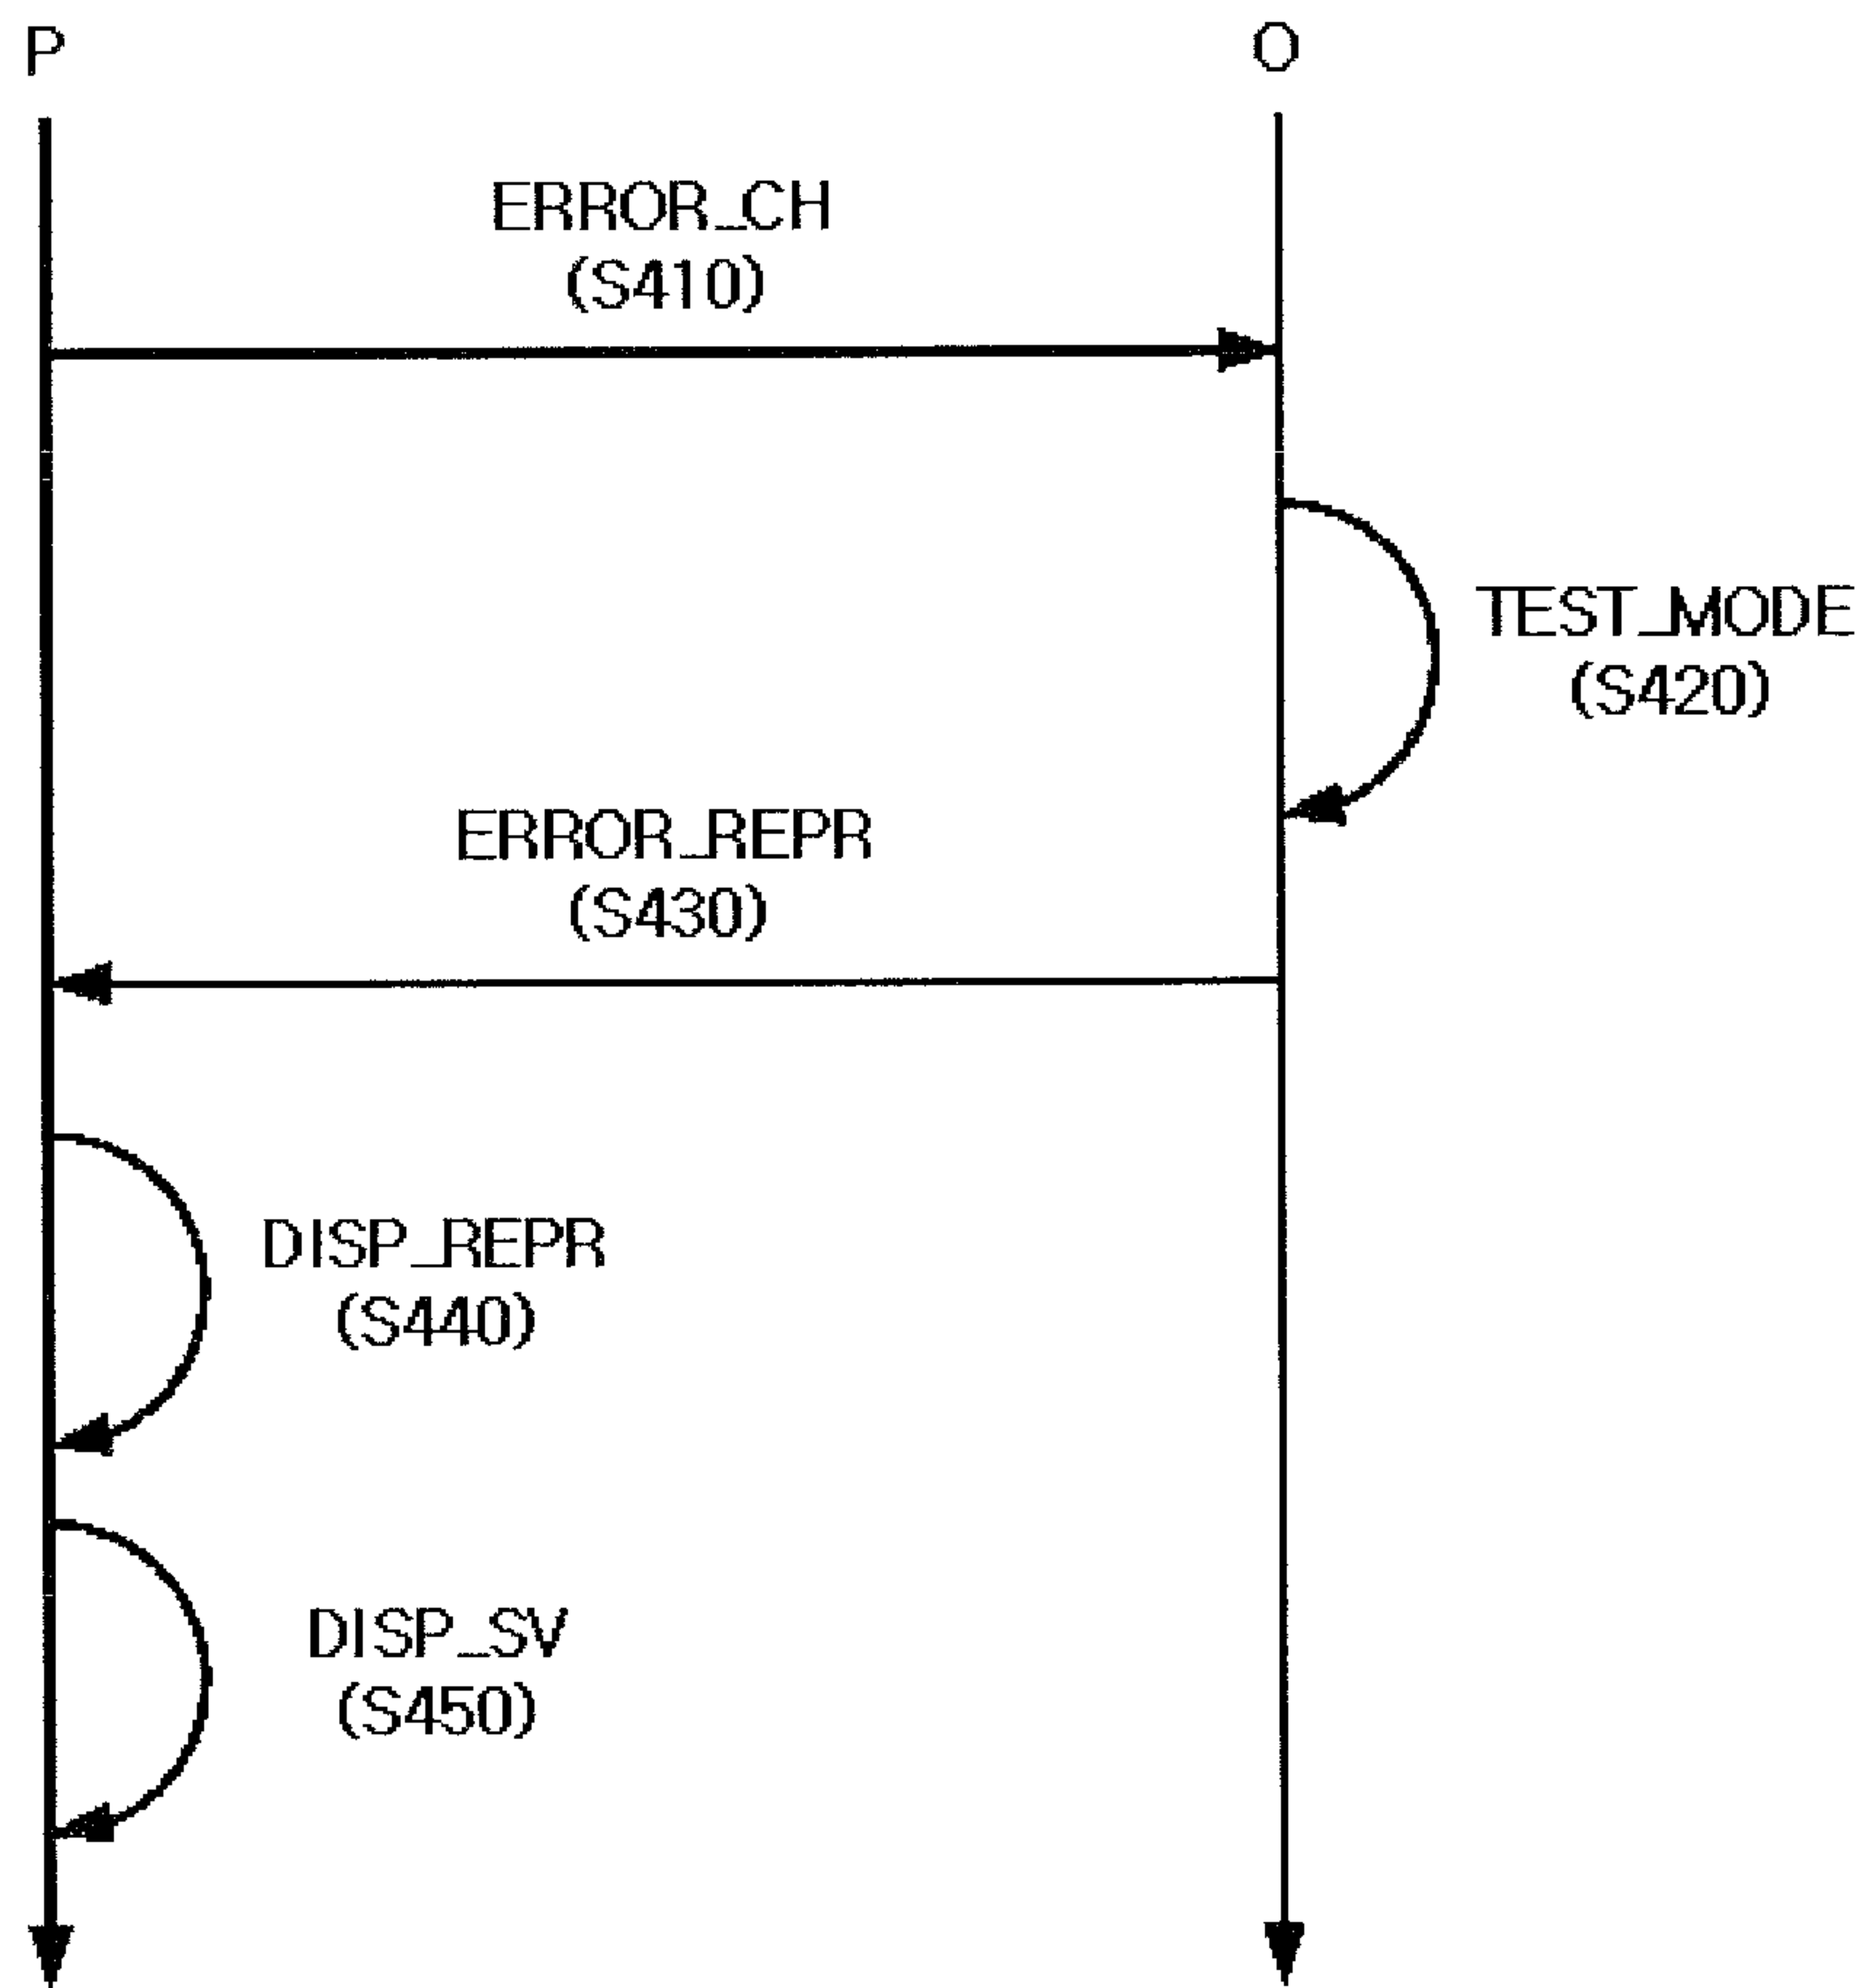 P
O
ERROR_CH
(S410)
TEST_MODE
(S420)
ERROR_REPR
(S430)
DISP_REPR
(S440)
DISP_SV
(S450)